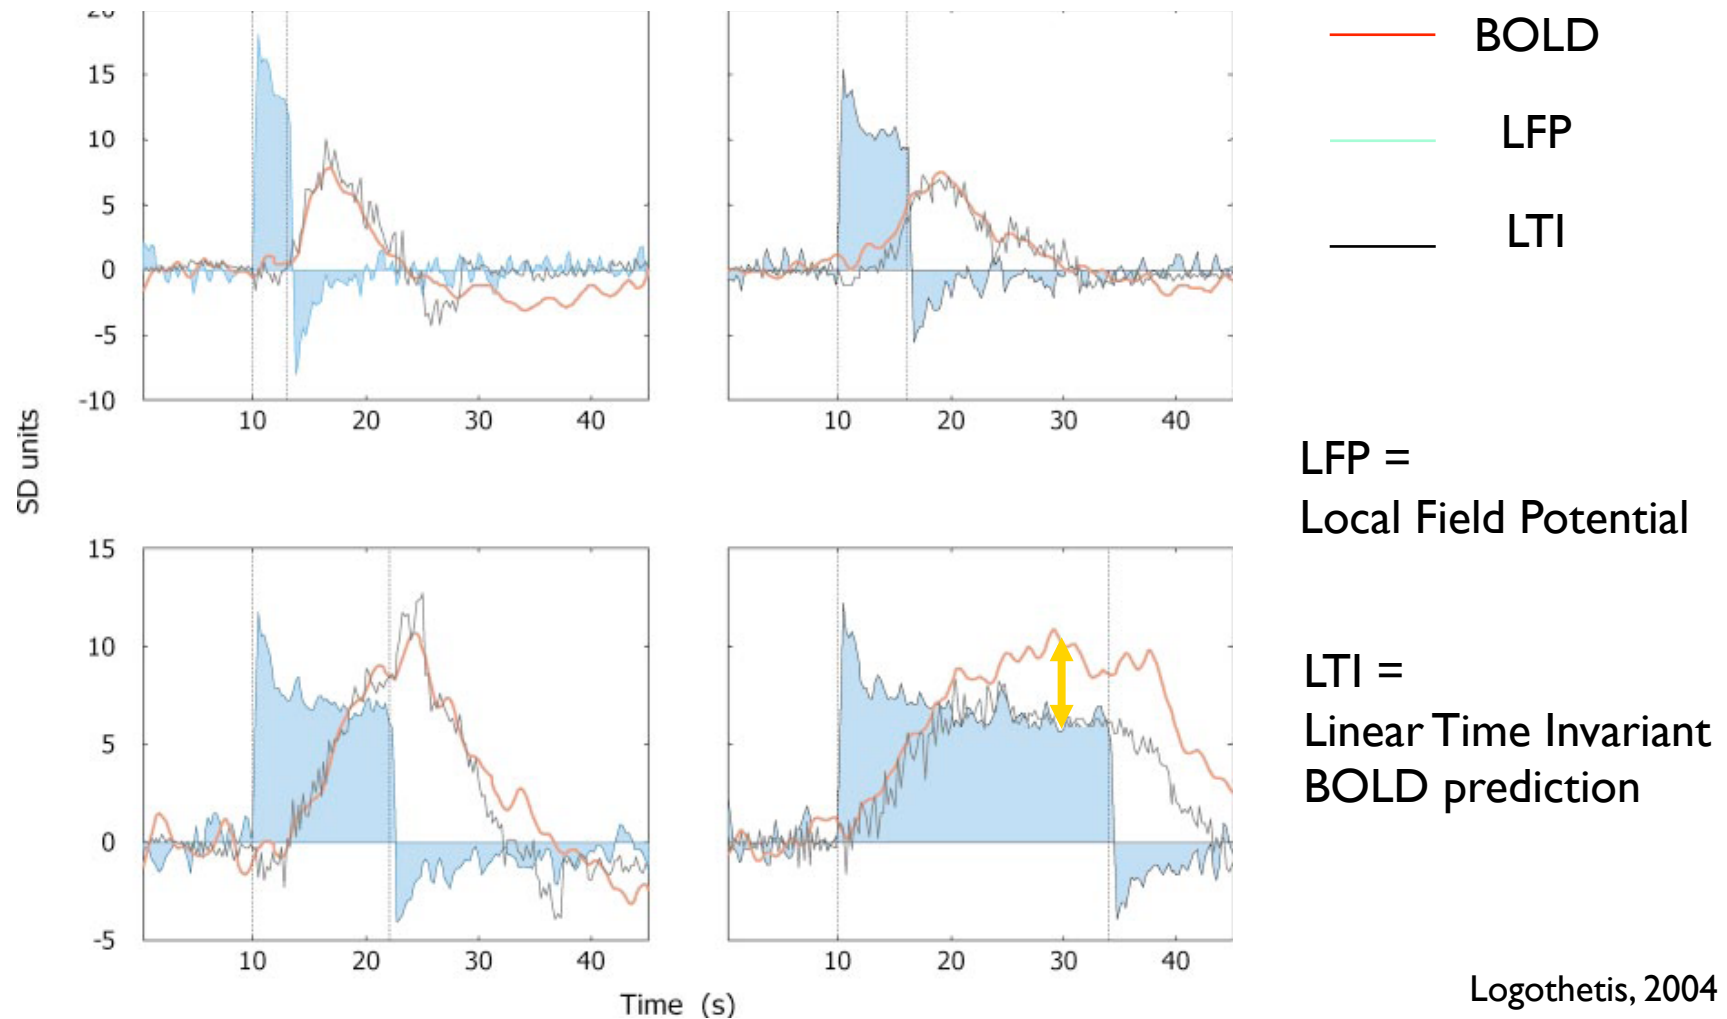 20
15
10
5
0
-5
-10
10 20 30 40
10 20 30 40
SD units
15
10
5
0
-5
10 20 30 40
10 20 30 40
Time (s)
BOLD
LFP
LTI
LFP =
Local Field Potential
LTI =
Linear Time Invariant
BOLD prediction
Logothetis, 2004